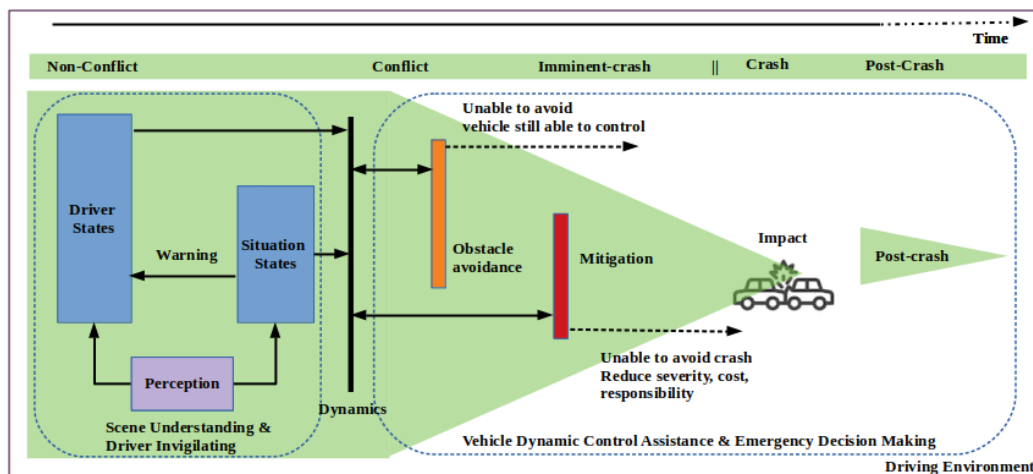 Time
Non-Conflict
Conflict
Imminent-crash
||
Crash
Post-Crash
Unable to avoid
vehicle still able to control
Driver
States
Warning
Situation
States
Obstacle
avoidance
Mitigation
Impact
Post-crash
Perception
Dynamics
Unable to avoid crash
Reduce severity, cost,
responsibility
Scene Understanding &
Driver Invigilating
Vehicle Dynamic Control Assistance & Emergency Decision Making
Driving Environment